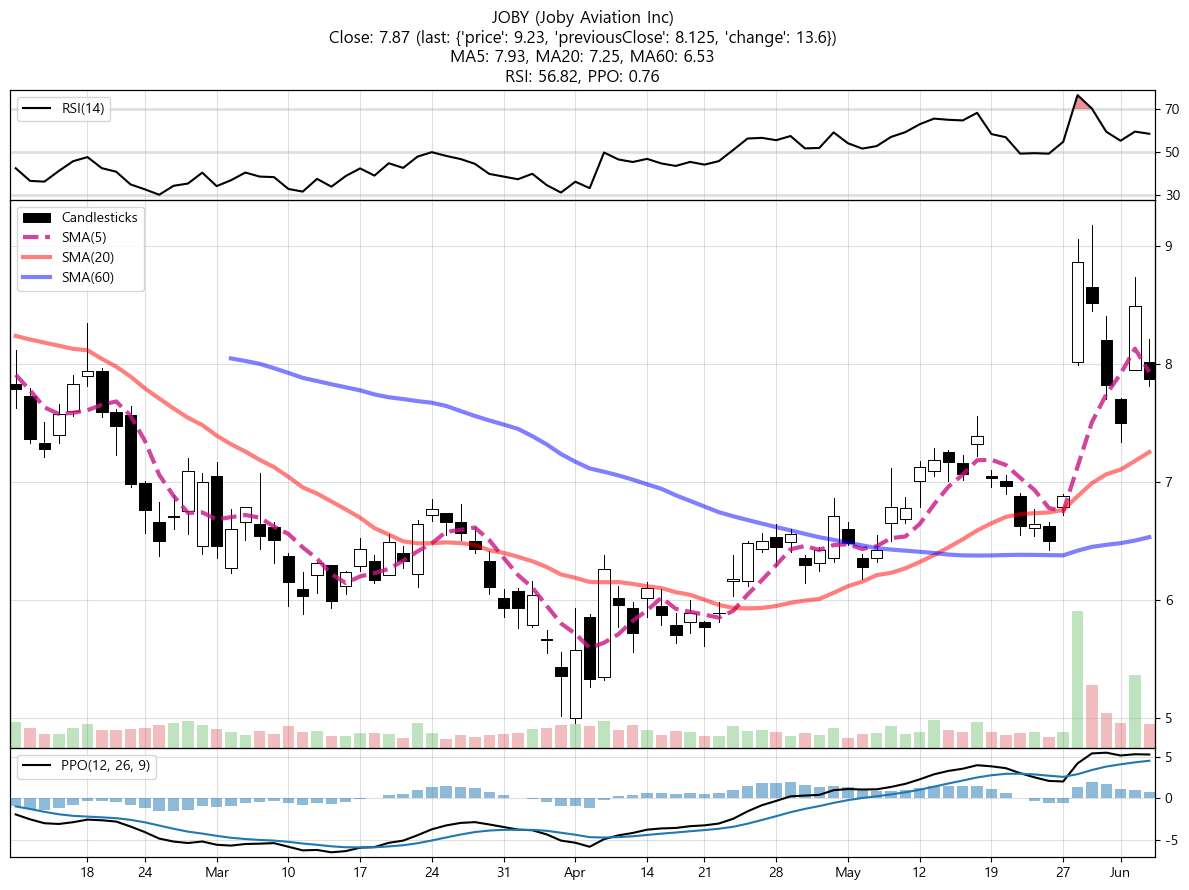 JOBY (Joby Aviation Inc)
Close: 7.87 (last: {'price': 9.23, 'previousClose': 8.125, 'change': 13.6})
MA5: 7.93, MA20: 7.25, MA60: 6.53
RSI: 56.82, PPO: 0.76
RSI(14)
70
50
30
Candlesticks
SMA(5)
SMA(20)
SMA(60)
9
8
7
6
5
PPO(12, 26, 9)
5
0
-5
18 24 Mar 10 17 24 31 Apr 14 21 28 May 12 19 27 Jun